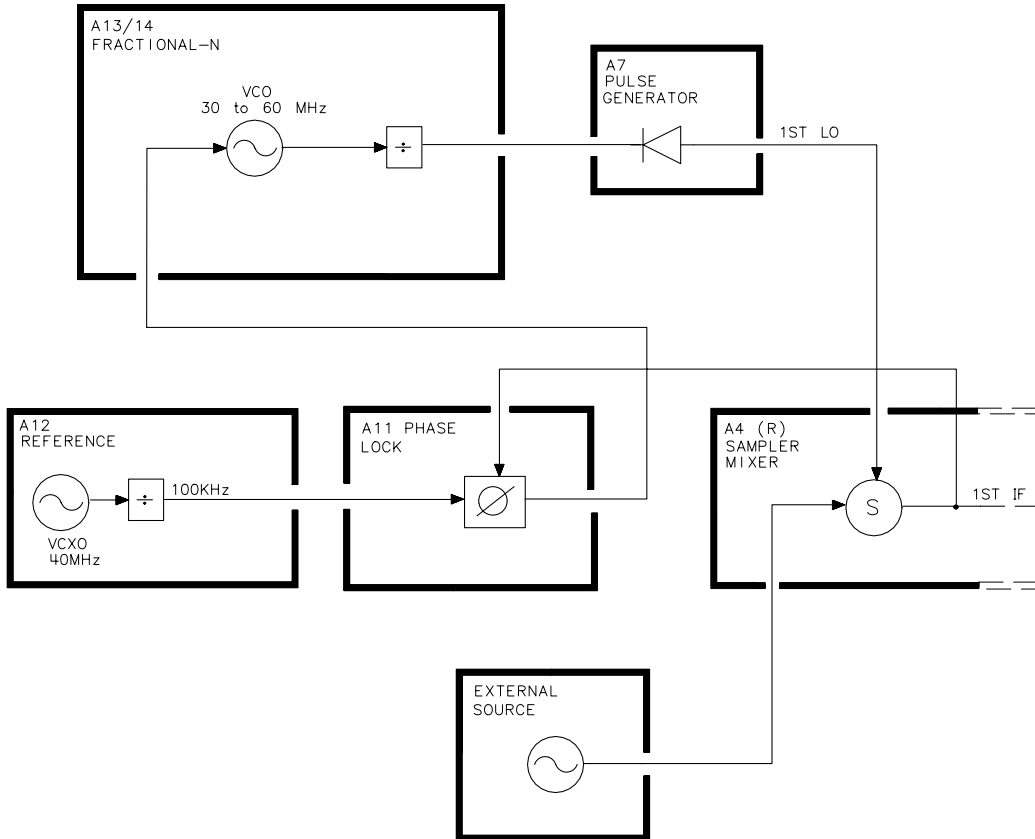 A13/14
FRACTIONAL-N
VCO
30 to 60 MHz
÷
A7
PULSE
GENERATOR
1ST LO
A12
REFERENCE
÷
100KHz
VCXO
40MHz
A11 PHASE
LOCK
A4 (R)
SAMPLER
MIXER
S
1ST IF
EXTERNAL
SOURCE